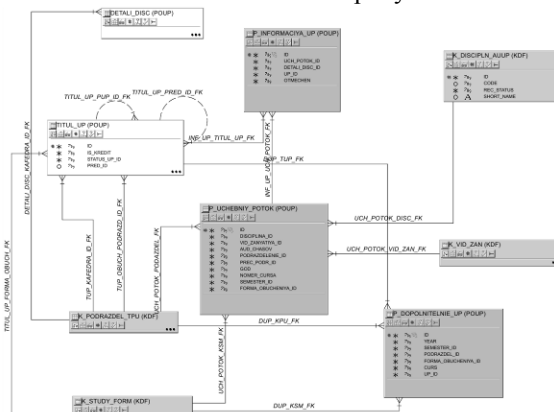 DETALI_DISC (POUP)
P_INFORMACIYA_UP (POUP)
ID
UCH_POTOK_ID
DETAL_DISC_ID
UP_ID
OTMECHEN
K_DISCIPLN_AUUP (KDF)
ID
CODE
REC_STATUS
SHORT_NAME
TITUL_UP_PUP_ID_FK
TITUL_UP_PRED_ID_FK
TITUL_UP (POUP)
ID
IS_KREDIT
STATUS_UP_ID
PRED_ID
INF_UP_TITUL_UP_FK
DUP_TUP_FK
INF_UP_UCH_POTOK_FK
DETALI_DISC_KAFEDRA_ID_FK
TITUL_UP_FORMA_OBUCH_FK
TUP_KAFEDRA_ID_FK
TUP_OBUCH_PODRAZD_ID_FK
UCH_POTOK_PODAZDEL_FK
P_UCHEBNIY_POTOK (POUP)
ID
DISCIPLINA_ID
VID_ZANYATIYA_ID
AUD_CHASOV
PODRAZDELENIE_ID
PREC_PODR_ID
GOD
NOMER_CURSA
SEMESTER_ID
FORMA_OBUCHENIYA_ID
UCH_POTOK_DISC_FK
K_VID_ZAN (KDF)
UCH_POTOK_VID_ZAN_FK
K_PODRAZDEL_TPU (KDF)
DUP_KPU_FK
P_DOPOLNITELNIE_UP (POUP)
ID
YEAR
SEMESTER_ID
PODRAZDEL_ID
FORMA_OBUCHENIYA_ID
CURS
UP_ID
UCH_POTOK_KSM_FK
K_STUDY_FORM (KDF)
DUP_KSM_FK